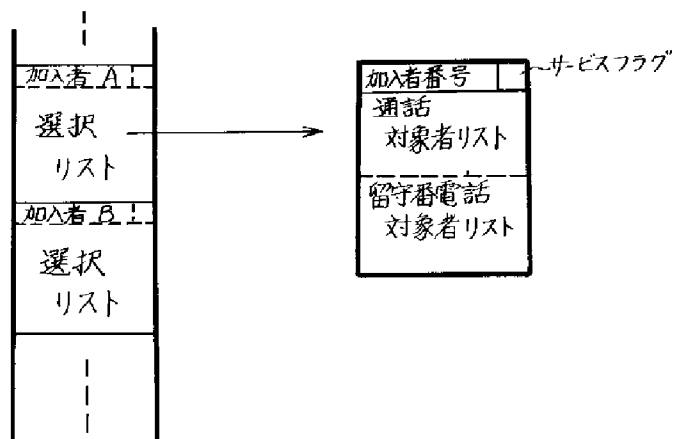 加入者 A
選択
リスト
加入者 B
選択
リスト
加入者番号
サービスフラグ
通話
対象者リスト
留守番電話
対象者リスト